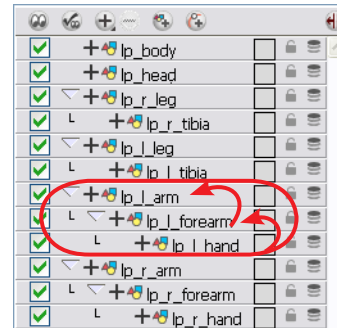 lp_body
lp_head
lp_r_leg
lp_r_tibia
lp_l_leg
lp_l_tibia
lp_l_arm
lp_l_forearm
lp_l_hand
lp_r_arm
lp_r_forearm
lp_r_hand